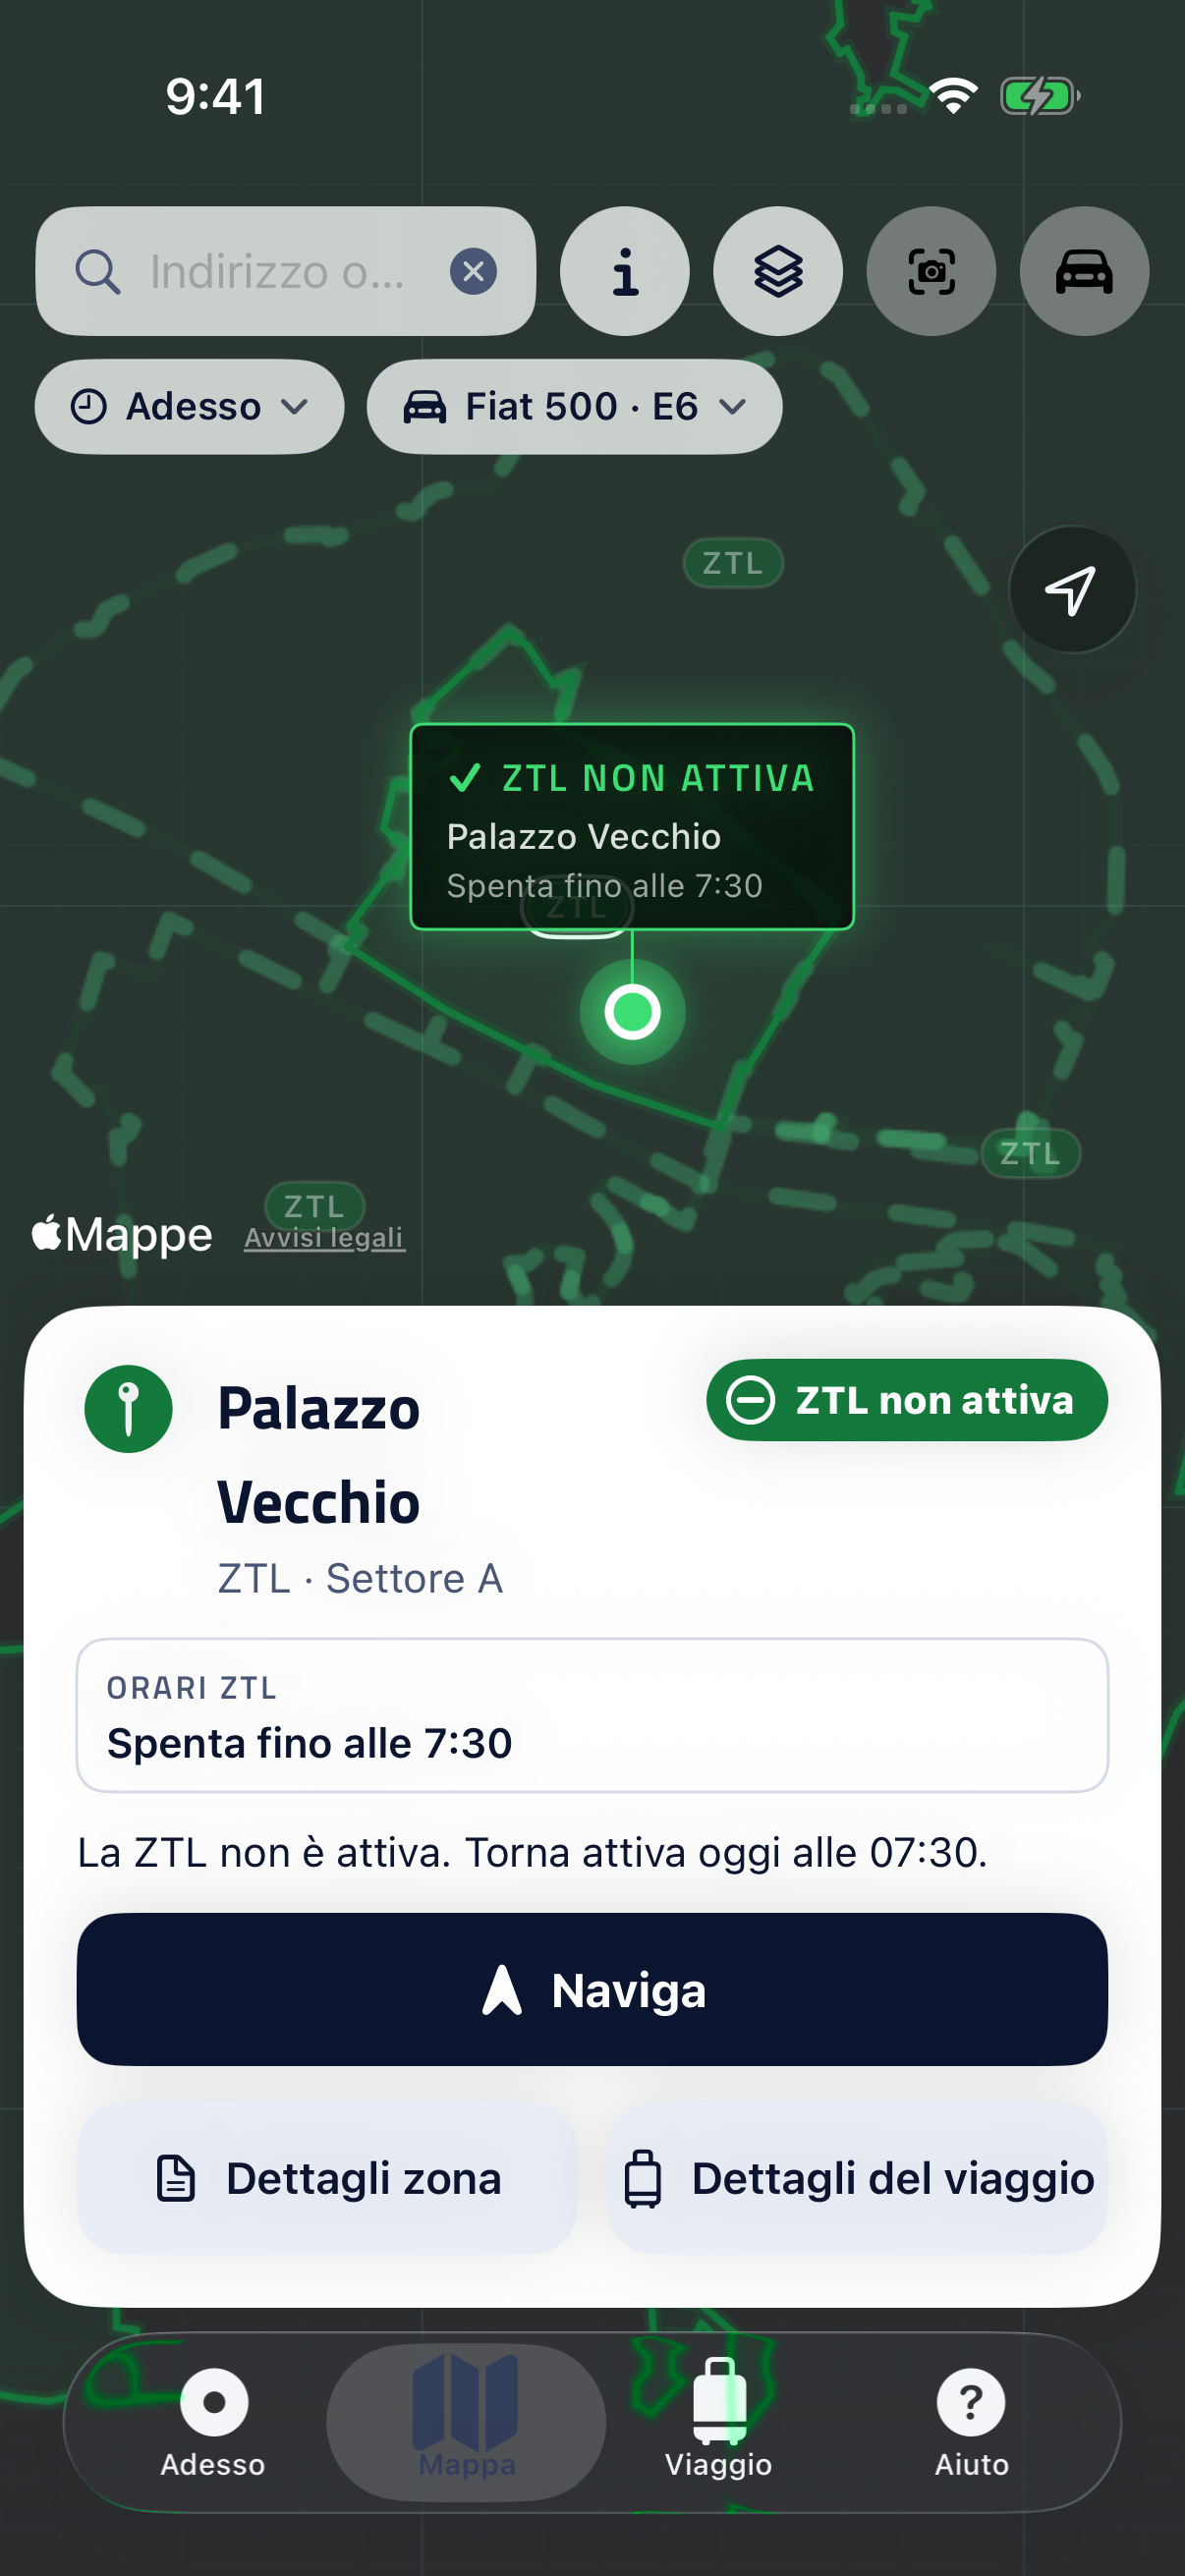 9:41
Indirizzo o...
Adesso
Fiat 500 · E6
ZTL
ZTL NON ATTIVA
Palazzo Vecchio
Spenta fino alle 7:30
ZTL
ZTL
ZTL
Mappe
Avvisi legali
Palazzo
Vecchio
ZTL non attiva
ZTL · Settore A
ORARI ZTL
Spenta fino alle 7:30
La ZTL non è attiva. Torna attiva oggi alle 07:30.
Naviga
Dettagli zona
Dettagli del viaggio
Adesso
Mappa
Viaggio
Aiuto